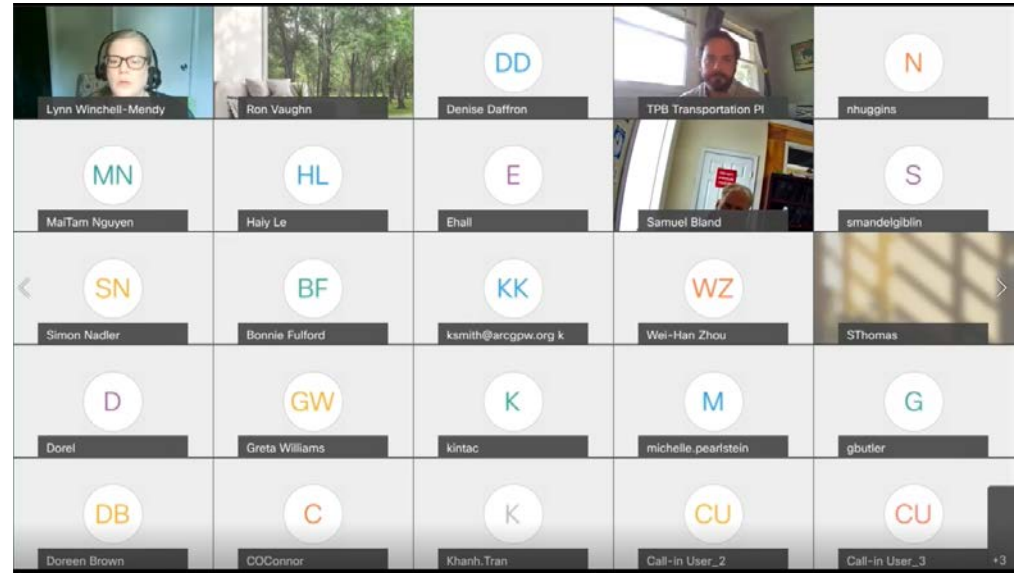 Lynn Winchell-Mendy
Ron Vaughn
DD
Denise Daffron
TPB Transportation Pl
N
nhuggins
MN
MaiTam Nguyen
HL
Haiy Le
E
Ehall
Samuel Bland
S
smandelgiblin
SN
Simon Nadler
BF
Bonnie Fulford
KK
ksmith@arcgpw.org k
WZ
Wei-Han Zhou
SThomas
D
Dorel
GW
Greta Williams
K
kintac
M
michelle.pearlstein
G
gbutler
DB
Doreen Brown
C
COConnor
K
Khanh.Tran
CU
Call-in User_2
CU
Call-in User_3
+3